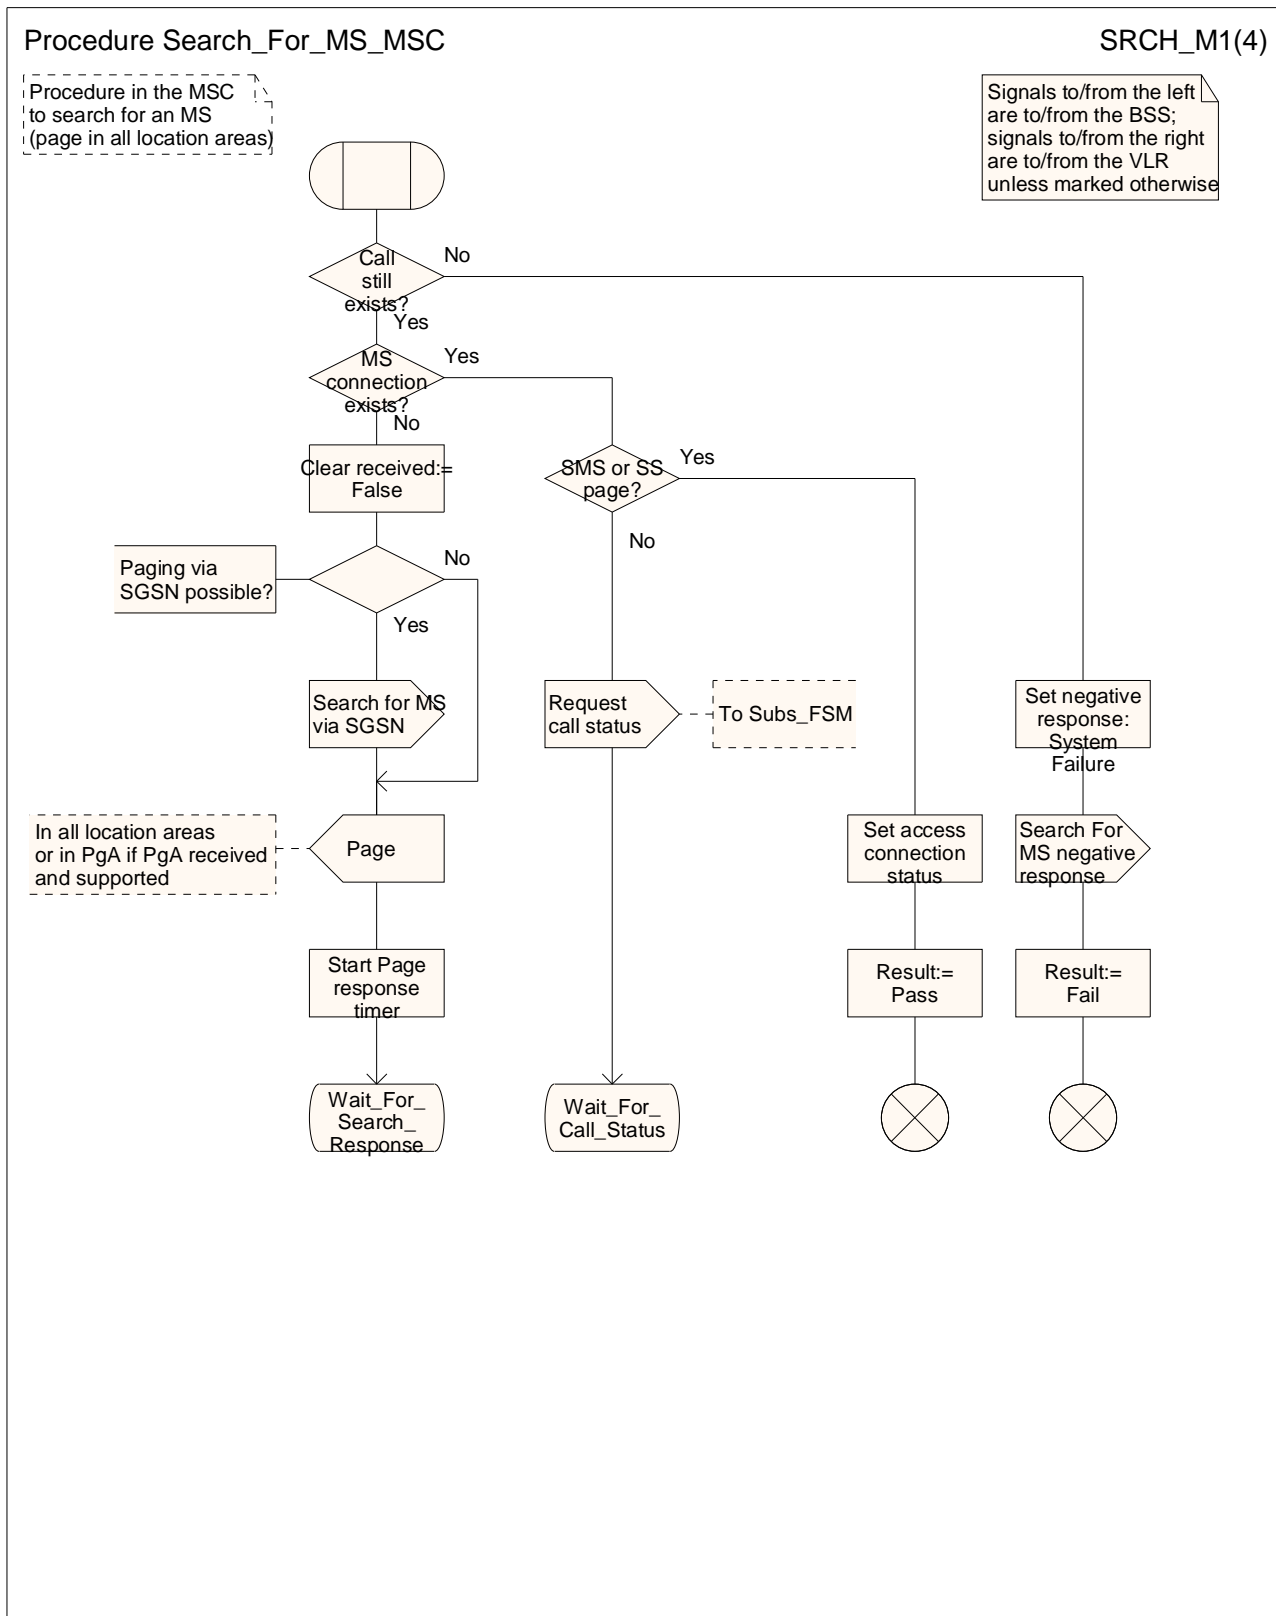 Procedure Search_For_MS_MSC
SRCH_M1(4)
Procedure in the MSC
to search for an MS
(page in all location areas)
Signals to/from the left
are to/from the BSS;
signals to/from the right
are to/from the VLR
unless marked otherwise
Call
still
exists?
No
Yes
MS
connection
exists?
Yes
No
Clear received:=
False
SMS or SS
page?
Yes
No
Paging via
SGSN possible?
No
Yes
Search for MS
via SGSN
Request
call status
To Subs_FSM
Set negative
response:
System
Failure
In all location areas
or in PgA if PgA received
and supported
Page
Set access
connection
status
Search For
MS negative
response
Start Page
response
timer
Result:=
Pass
Result:=
Fail
Wait_For_
Search_
Response
Wait_For_
Call_Status